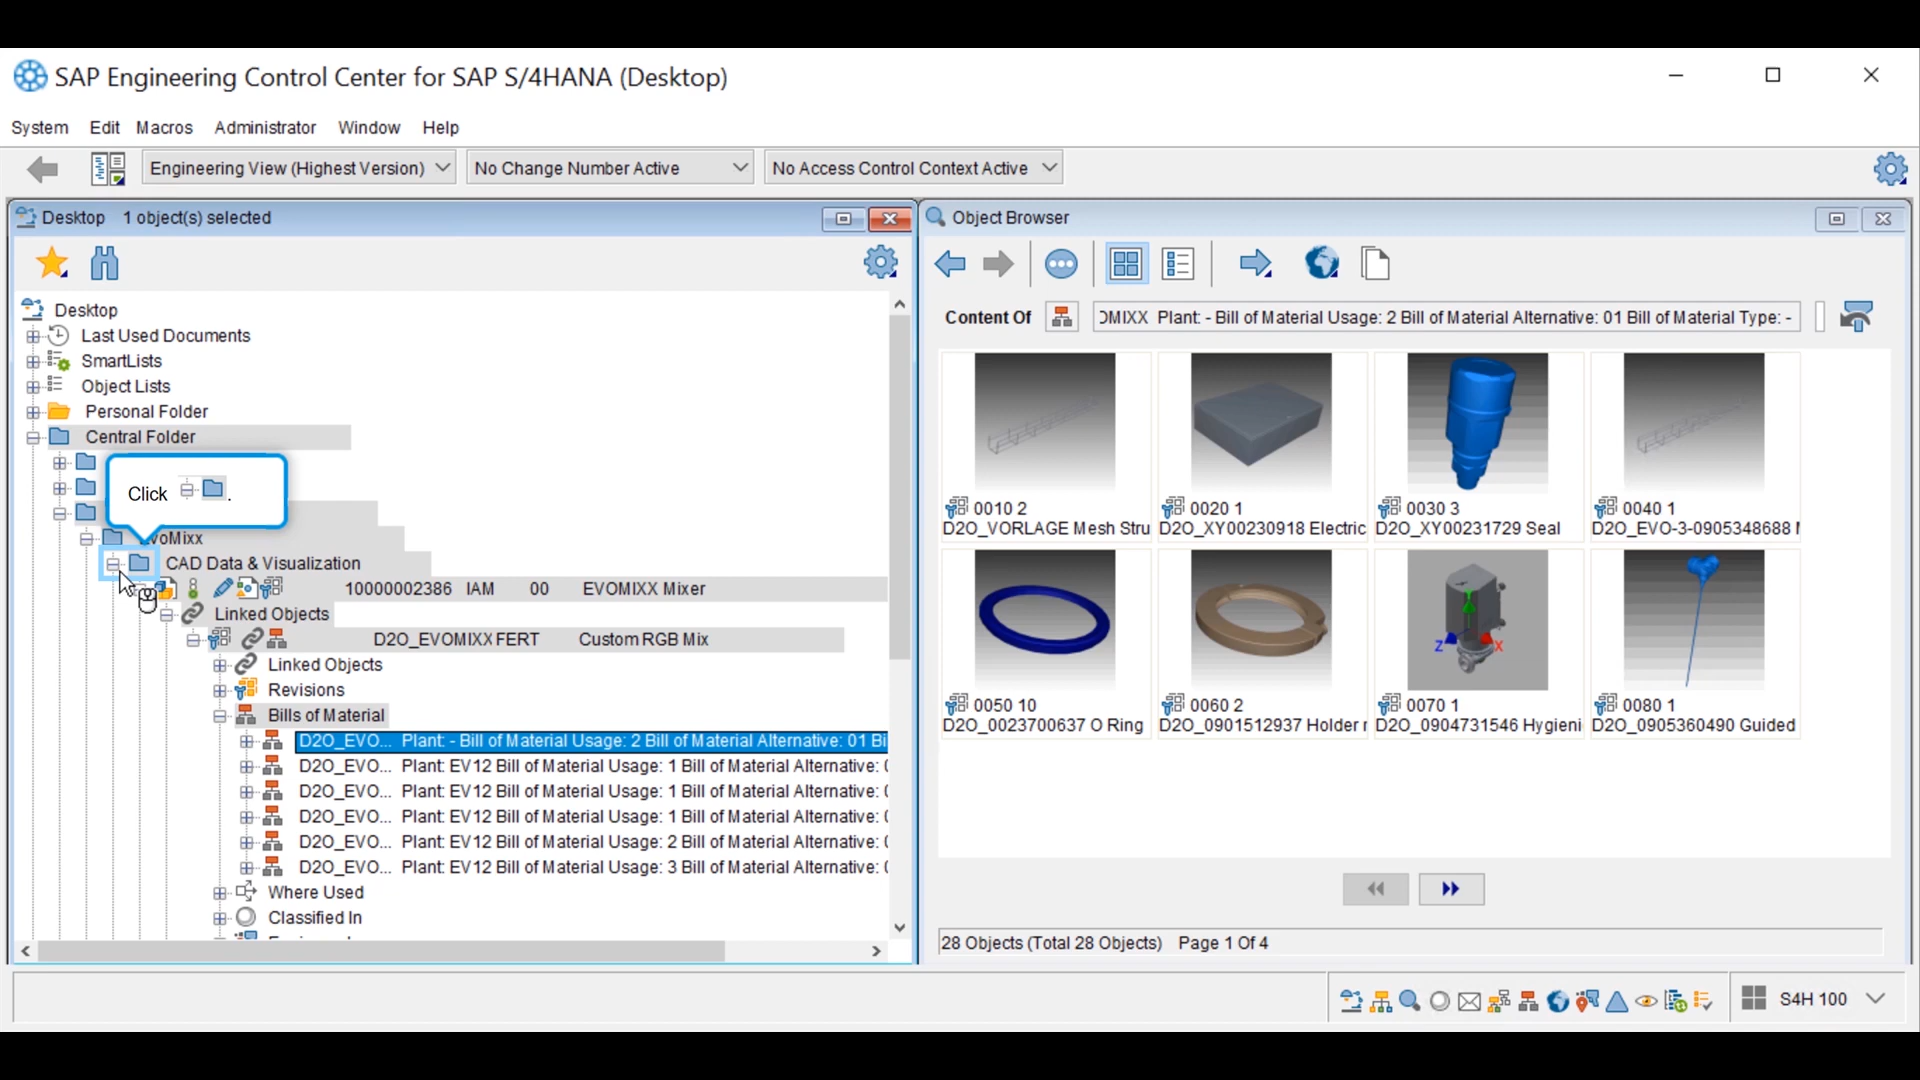 SAP Engineering Control Center for SAP S/4HANA (Desktop)
System Edit Macros Administrator Window Help
Engineering View (Highest Version) No Change Number Active No Access Control Context Active
Desktop 1 object(s) selected
Desktop
Last Used Documents
SmartLists
Object Lists
Personal Folder
Central Folder
Click .
voMixx
CAD Data & Visualization
10000002386 IAM 00 EVOMIXX Mixer
Linked Objects
D2O_EVOMIXX FERT Custom RGB Mix
Linked Objects
Revisions
Bills of Material
D2O_EVO... Plant: - Bill of Material Usage: 2 Bill of Material Alternative: 01 Bi
D2O_EVO... Plant: EV12 Bill of Material Usage: 1 Bill of Material Alternative: 0
D2O_EVO... Plant: EV12 Bill of Material Usage: 1 Bill of Material Alternative: 0
D2O_EVO... Plant: EV12 Bill of Material Usage: 1 Bill of Material Alternative: 0
D2O_EVO... Plant: EV12 Bill of Material Usage: 2 Bill of Material Alternative: 0
D2O_EVO... Plant: EV12 Bill of Material Usage: 3 Bill of Material Alternative: 0
Where Used
Classified In
Object Browser
Content Of OMIXX Plant: - Bill of Material Usage: 2 Bill of Material Alternative: 01 Bill of Material Type: -
0010 2
D2O_VORLAGE Mesh Stru
0020 1
D2O_XY00230918 Electric
0030 3
D2O_XY00231729 Seal
0040 1
D2O_EVO-3-0905348688
0050 10
D2O_0023700637 O Ring
0060 2
D2O_0901512937 Holder r
0070 1
D2O_0904731546 Hygieni
Z X
0080 1
D2O_0905360490 Guided
28 Objects (Total 28 Objects) Page 1 Of 4
S4H 100